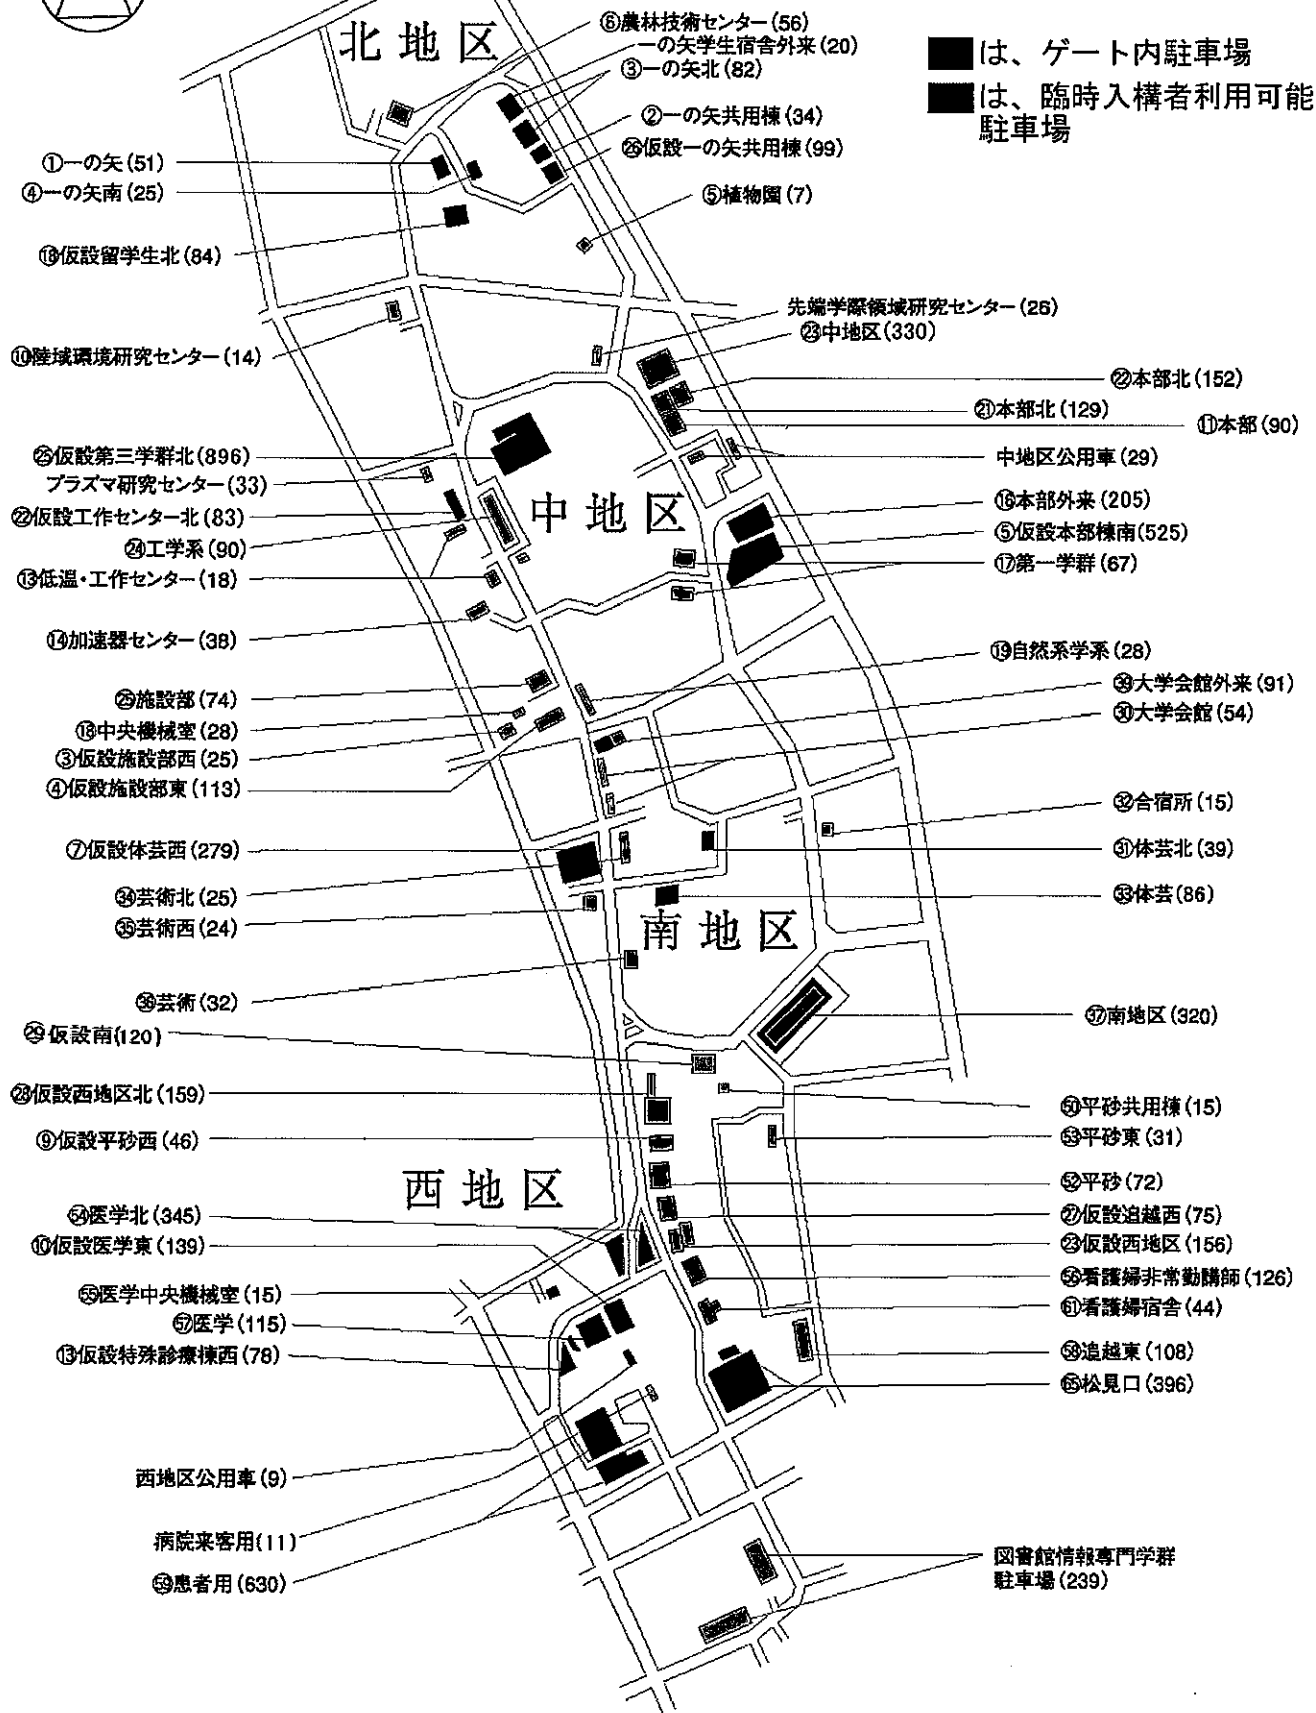 北地区
⑥農林技術センター(56)
一の矢学生宿舎外来(20)
③一の矢北(82)
②一の矢共用棟(34)
㉖仮設一の矢共用棟(99)
⑤植物園(7)
■は、ゲート内駐車場
■は、臨時入構者利用可能
駐車場
①一の矢(51)
④一の矢南(25)
⑱仮設留学生北(84)
⑩陸域環境研究センター(14)
先端学際領域研究センター(26)
㉓中地区(330)
㉒本部北(152)
㉑本部北(129)
⑪本部(90)
中地区公用車(29)
⑯本部外来(205)
⑤仮設本部棟南(525)
⑰第一学群(67)
㉕仮設第三学群北(896)
プラズマ研究センター(33)
㉒仮設工作センター北(83)
㉔工学系(90)
⑬低温・工作センター(18)
⑭加速器センター(38)
中地区
㉕施設部(74)
⑱中央機械室(28)
③仮設施設部西(25)
④仮設施設部東(113)
⑲自然系学系(28)
㊴大学会館外来(91)
㉚大学会館(54)
㉜合宿所(15)
㉛体芸北(39)
㉝体芸(86)
⑦仮設体芸西(279)
㉞芸術北(25)
㉟芸術西(24)
南地区
㊱芸術(32)
㉙仮設南(120)
㊲南地区(320)
㉘仮設西地区北(159)
⑨仮設平砂西(46)
㊿平砂共用棟(15)
53平砂東(31)
52平砂(72)
㉗仮設追越西(75)
㉓仮設西地区(156)
56看護婦非常勤講師(126)
61看護婦宿舎(44)
58追越東(108)
65松見口(396)
西地区
54医学北(345)
⑩仮設医学東(139)
55医学中央機械室(15)
57医学(115)
⑬仮設特殊診療棟西(78)
西地区公用車(9)
病院来客用(11)
59患者用(630)
図書館情報専門学群
駐車場(239)